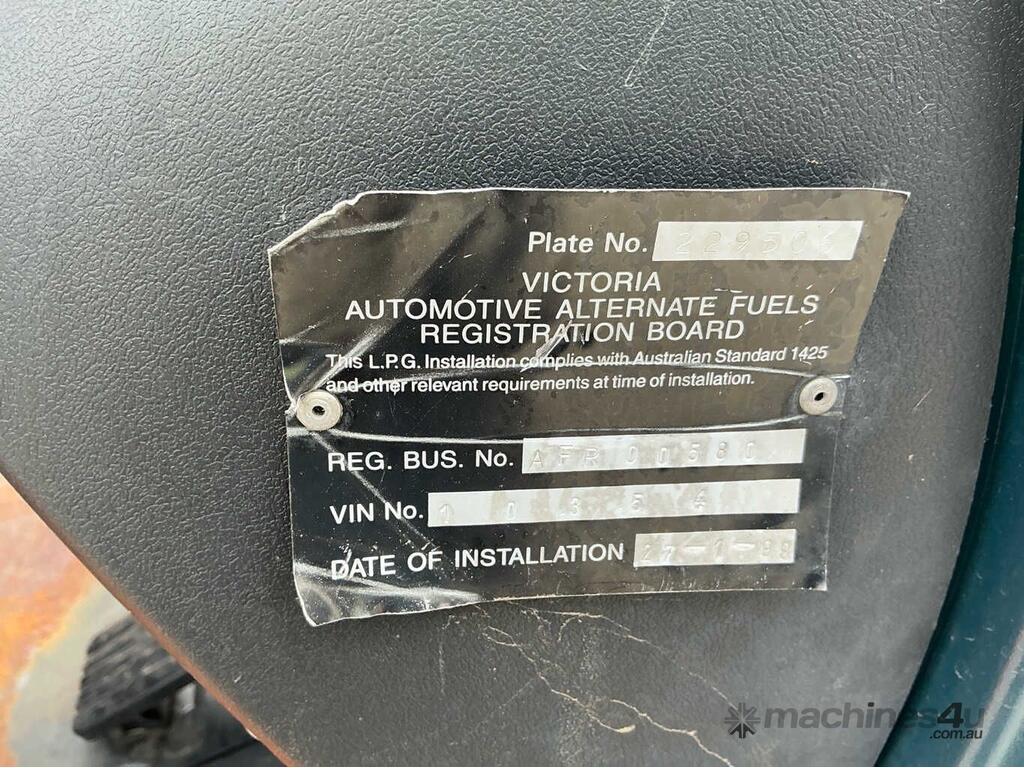 Plate No. 229506
VICTORIA
AUTOMOTIVE ALTERNATE FUELS
REGISTRATION BOARD
This L.P.G. Installation complies with Australian Standard 1425
and other relevant requirements at time of installation.
REG. BUS. No. AFR 00580
VIN No. 10354
DATE OF INSTALLATION
machines4u
.com.au